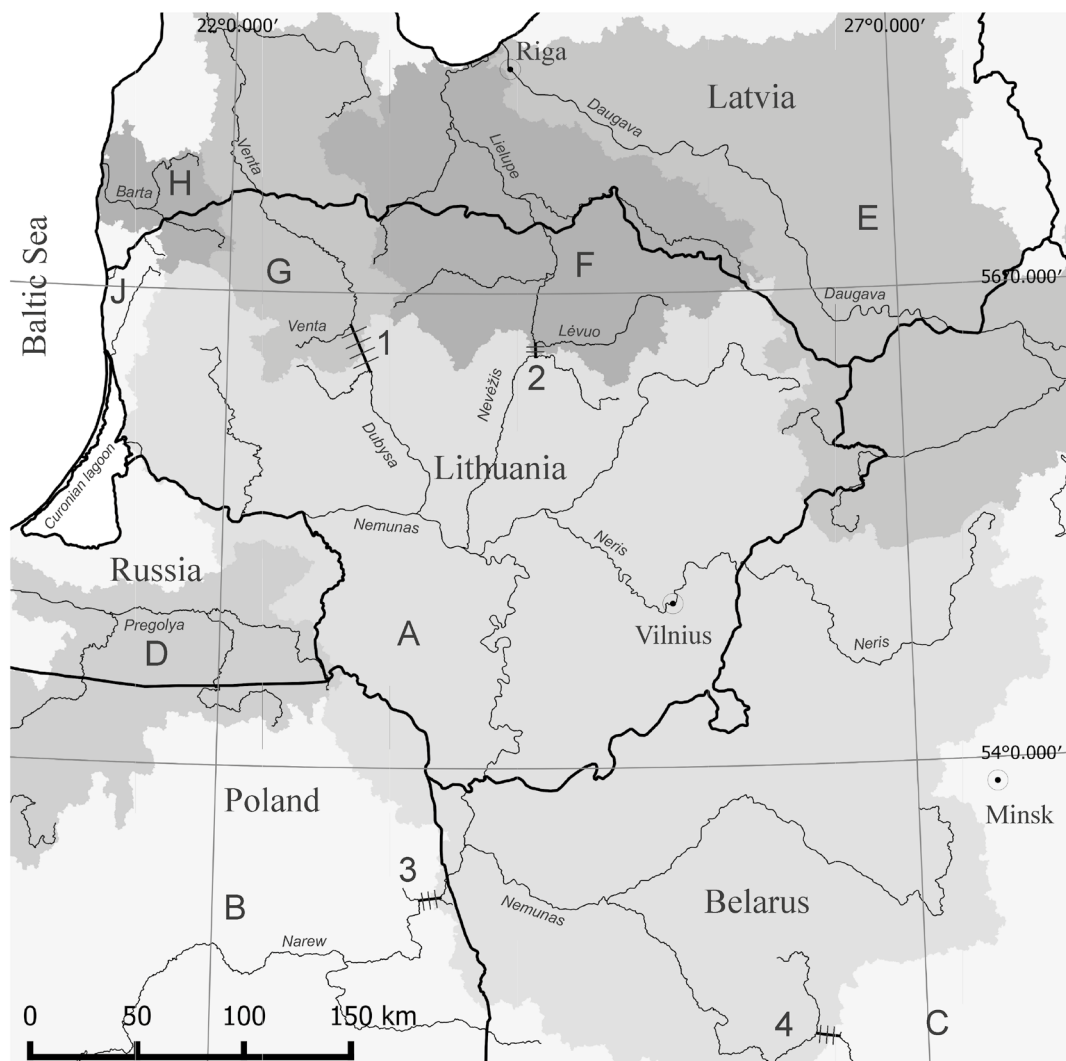 22°0.000′
27°0.000′
Riga
Latvia
Daugava
Venta
Lielupe
Barta
H
E
Baltic Sea
G
F
56°0.000′
J
Daugava
Venta
1
Lėvuo
2
Nevėžis
Dubysa
Lithuania
Curonian lagoon
Nemunas
Neris
Russia
Pregolya
D
A
Vilnius
Neris
54°0.000′
Poland
Minsk
3
B
Nemunas
Belarus
Narew
0 50 100 150 km
4
C